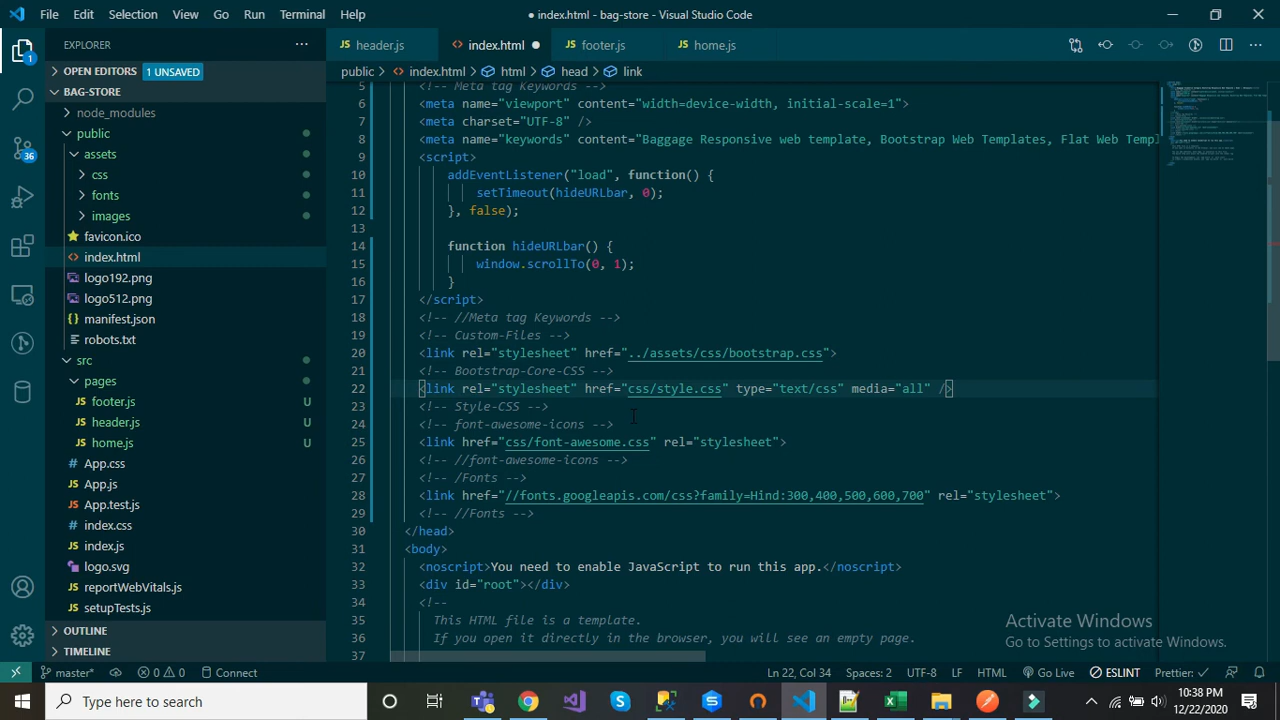 File Edit Selection View Go Run Terminal Help
● index.html - bag-store - Visual Studio Code
EXPLORER
header.js index.html footer.js home.js
OPEN EDITORS 1 UNSAVED
public > index.html > html > head > link
BAG-STORE
node_modules
public
assets
css
fonts
images
favicon.ico
index.html
logo192.png
logo512.png
manifest.json
robots.txt
src
pages
footer.js
header.js
home.js
App.css
App.js
App.test.js
index.css
index.js
logo.svg
reportWebVitals.js
setupTests.js
OUTLINE
TIMELINE
1
36
5 <!-- Meta tag Keywords -->
6 <meta name="viewport" content="width=device-width, initial-scale=1">
7 <meta charset="UTF-8" />
8 <meta name="keywords" content="Baggage Responsive web template, Bootstrap Web Templates, Flat Web Templ
9 <script>
10 addEventListener("load", function() {
11 setTimeout(hideURLbar, 0);
12 }, false);
13
14 function hideURLbar() {
15 window.scrollTo(0, 1);
16 }
17 </script>
18 <!-- //Meta tag Keywords -->
19 <!-- Custom-Files -->
20 <link rel="stylesheet" href="../assets/css/bootstrap.css">
21 <!-- Bootstrap-Core-CSS -->
22 <link rel="stylesheet" href="css/style.css" type="text/css" media="all" />
23 <!-- Style-CSS -->
24 <!-- font-awesome-icons -->
25 <link href="css/font-awesome.css" rel="stylesheet">
26 <!-- //font-awesome-icons -->
27 <!-- /Fonts -->
28 <link href="//fonts.googleapis.com/css?family=Hind:300,400,500,600,700" rel="stylesheet">
29 <!-- //Fonts -->
30 </head>
31 <body>
32 <noscript>You need to enable JavaScript to run this app.</noscript>
33 <div id="root"></div>
34 <!--
35 This HTML file is a template.
36 If you open it directly in the browser, you will see an empty page.
37
Activate Windows
Go to Settings to activate Windows.
master* 0 0 Connect Ln 22, Col 34 Spaces: 2 UTF-8 LF HTML Go Live ESLINT Prettier: ✓
Type here to search
10:38 PM
12/22/2020